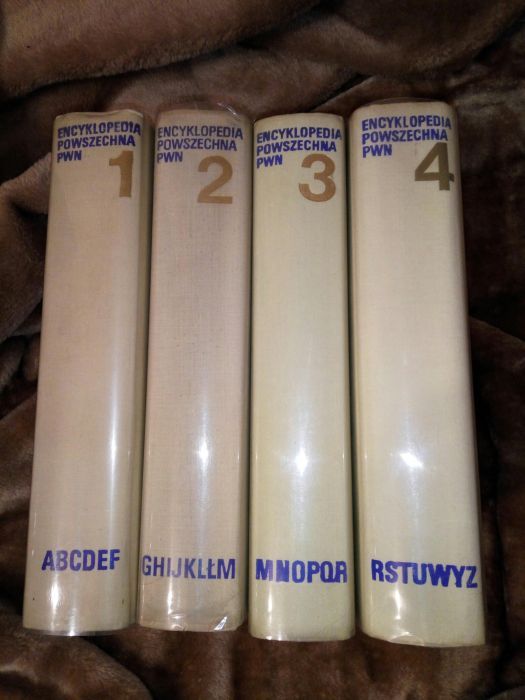 ENCYKLOPEDIA
POWSZECHNA
PWN
1
ABCDEF
ENCYKLOPEDIA
POWSZECHNA
PWN
2
GHIJKLŁM
ENCYKLOPEDIA
POWSZECHNA
PWN
3
MNOPQR
ENCYKLOPEDIA
POWSZECHNA
PWN
4
RSTUWYZ